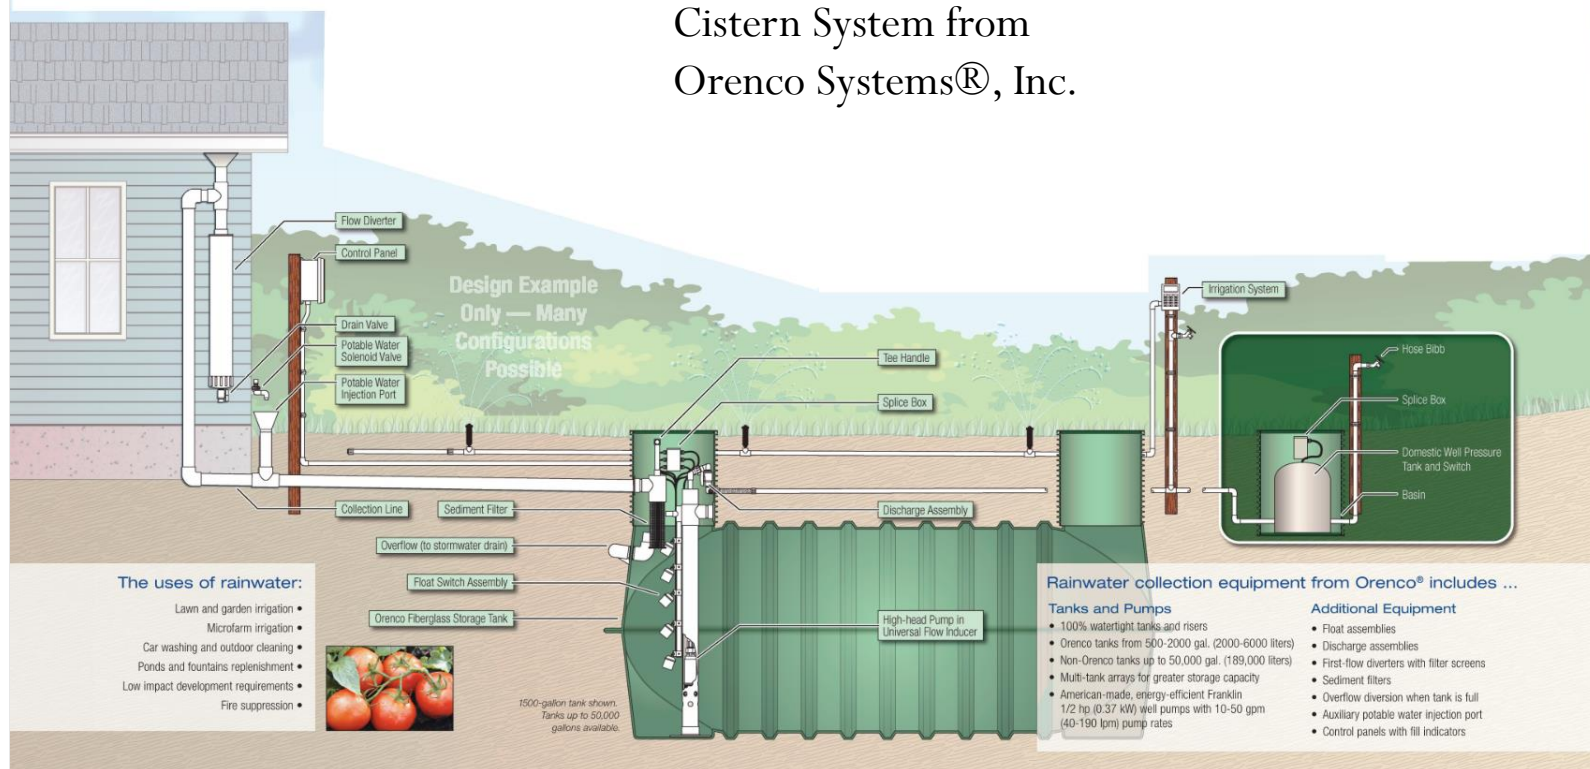 Cistern System from
Orenco Systems®, Inc.
Flow Diverter
Control Panel
Design Example
Only — Many
Configurations
Possible
Drain Valve
Potable Water
Solenoid Valve
Potable Water
Injection Port
Tee Handle
Splice Box
Irrigation System
Hose Bibb
Splice Box
Domestic Well Pressure
Tank and Switch
Basin
Collection Line
Sediment Filter
Discharge Assembly
Overflow (to stormwater drain)
Float Switch Assembly
Orenco Fiberglass Storage Tank
High-head Pump in
Universal Flow Inducer
1500-gallon tank shown.
Tanks up to 50,000
gallons available.
The uses of rainwater:
Lawn and garden irrigation •
Microfarm irrigation •
Car washing and outdoor cleaning •
Ponds and fountains replenishment •
Low impact development requirements •
Fire suppression •
Rainwater collection equipment from Orenco® includes ...
Tanks and Pumps
• 100% watertight tanks and risers
• Orenco tanks from 500-2000 gal. (2000-6000 liters)
• Non-Orenco tanks up to 50,000 gal. (189,000 liters)
• Multi-tank arrays for greater storage capacity
• American-made, energy-efficient Franklin
1/2 hp (0.37 kW) well pumps with 10-50 gpm
(40-190 lpm) pump rates
Additional Equipment
• Float assemblies
• Discharge assemblies
• First-flow diverters with filter screens
• Sediment filters
• Overflow diversion when tank is full
• Auxiliary potable water injection port
• Control panels with fill indicators